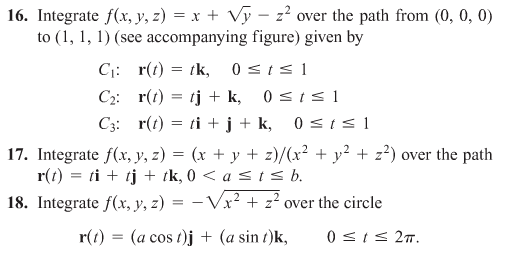 16. Integrate f(x, y, z) = x + √y − z² over the path from (0, 0, 0)
to (1, 1, 1) (see accompanying figure) given by
C₁: r(t) = tk, 0 ≤ t ≤ 1
C₂: r(t) = tj + k, 0 ≤ t ≤ 1
C₃: r(t) = ti + j + k, 0 ≤ t ≤ 1
17. Integrate f(x, y, z) = (x + y + z)/(x² + y² + z²) over the path
r(t) = ti + tj + tk, 0 < a ≤ t ≤ b.
18. Integrate f(x, y, z) = −√(x² + z²) over the circle
r(t) = (a cos t)j + (a sin t)k, 0 ≤ t ≤ 2π.